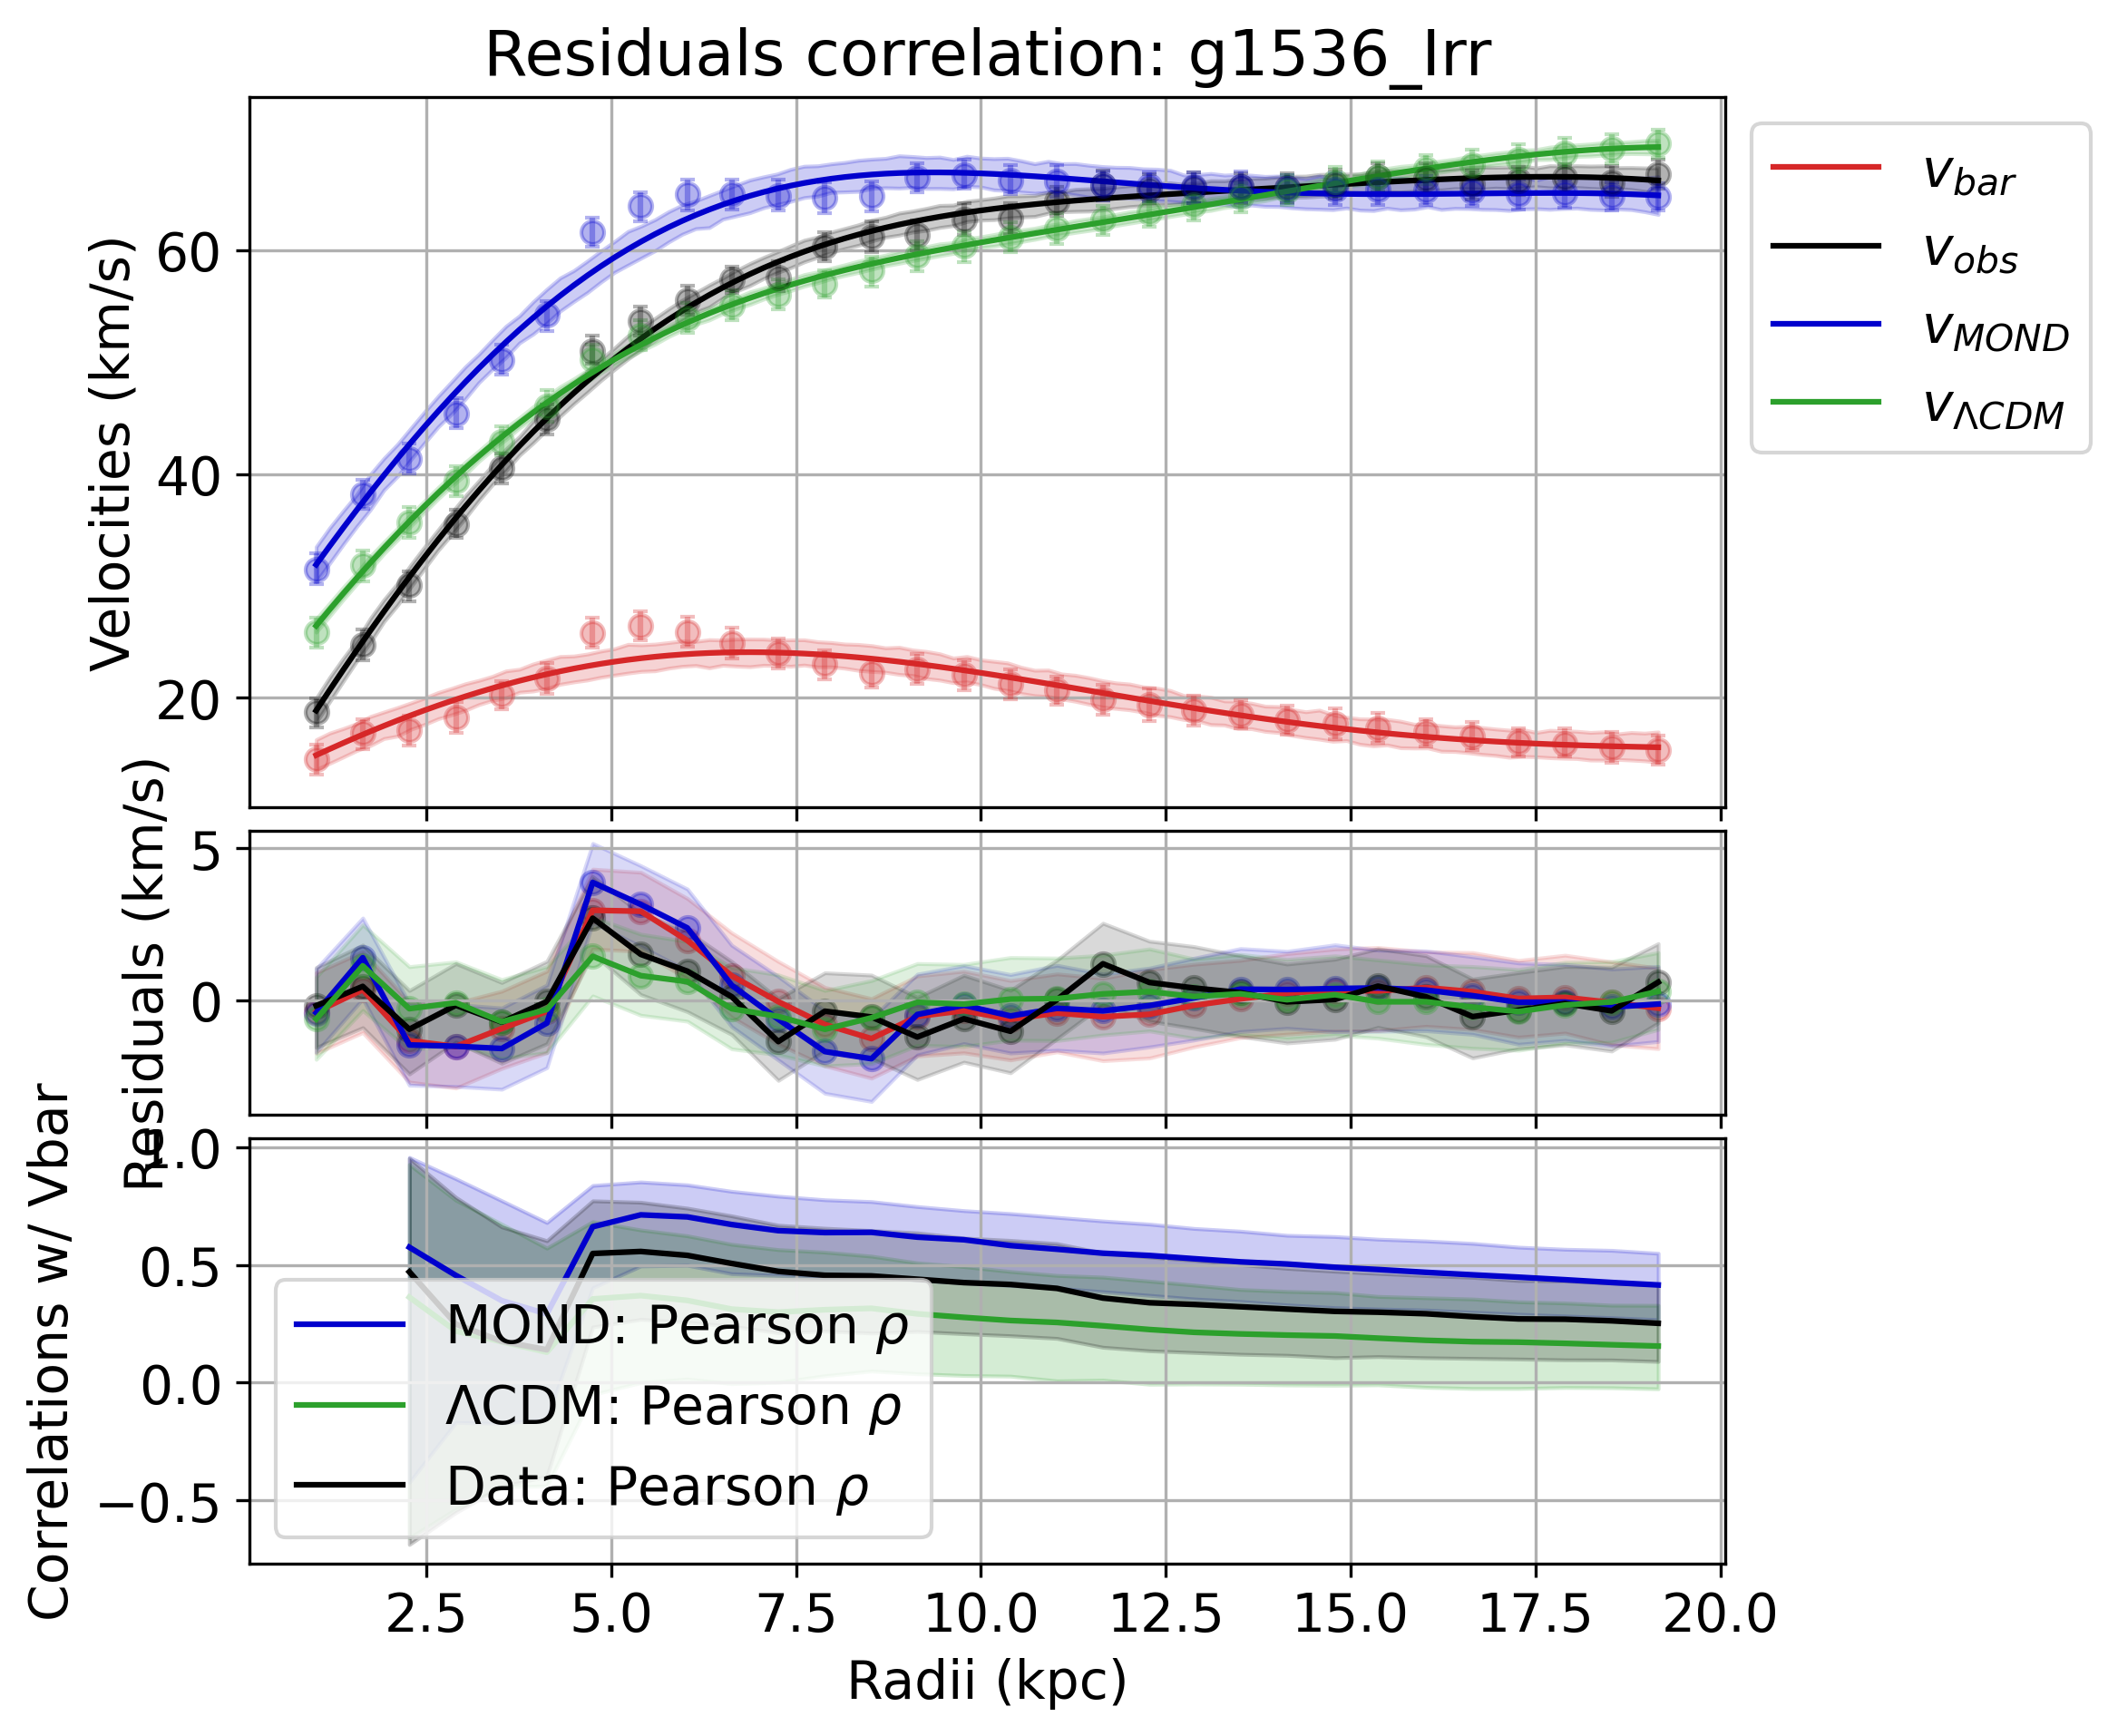 Residuals correlation: g1536_Irr
Velocities (km/s)
60
40
20
v_bar
v_obs
v_MOND
v_ΛCDM
Residuals (km/s)
5
0
Correlations w/ Vbar
1.0
0.5
0.0
−0.5
MOND: Pearson ρ
ΛCDM: Pearson ρ
Data: Pearson ρ
2.5 5.0 7.5 10.0 12.5 15.0 17.5 20.0
Radii (kpc)